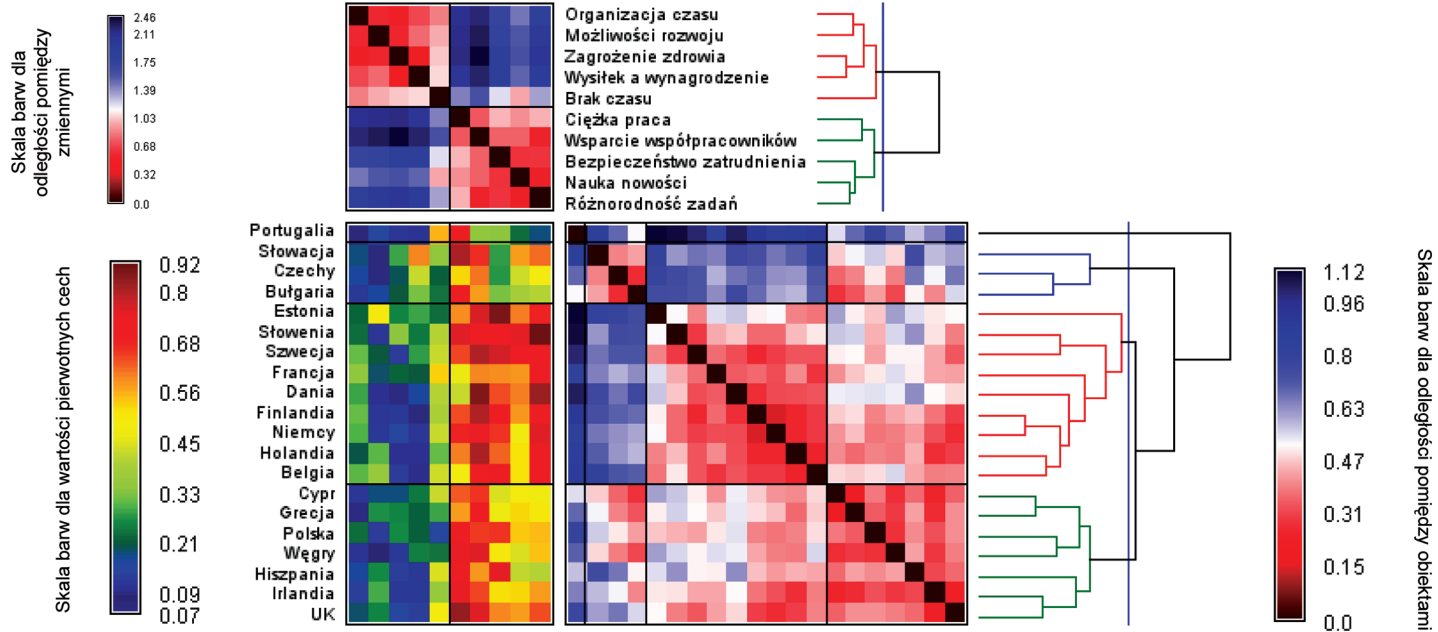 Skala barw dla
odległości pomiędzy
zmiennymi
2.46
2.11
1.75
1.39
1.03
0.68
0.32
0.0
Organizacja czasu
Możliwości rozwoju
Zagrożenie zdrowia
Wysiłek a wynagrodzenie
Brak czasu
Ciężka praca
Wsparcie współpracowników
Bezpieczeństwo zatrudnienia
Nauka nowości
Różnorodność zadań
Skala barw dla wartości pierwotnych cech
0.92
0.8
0.68
0.56
0.45
0.33
0.21
0.09
0.07
Portugalia
Słowacja
Czechy
Bułgaria
Estonia
Słowenia
Szwecja
Francja
Dania
Finlandia
Niemcy
Holandia
Belgia
Cypr
Grecja
Polska
Węgry
Hiszpania
Irlandia
UK
1.12
0.96
0.8
0.63
0.47
0.31
0.15
0.0
Skala barw dla odległości pomiędzy obiektami